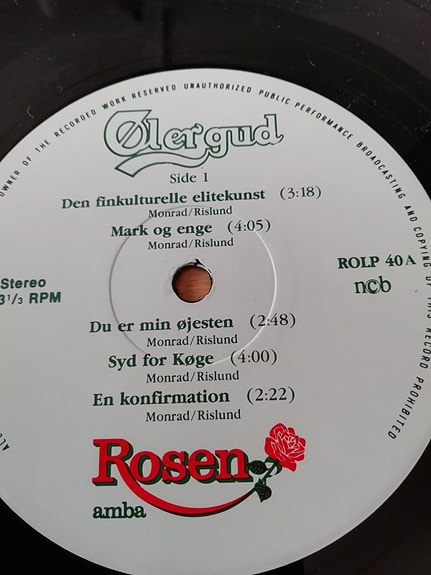 OWNER OF THE RECORDED WORK RESERVED UNAUTHORIZED PUBLIC PERFORMANCE BROADCASTING AND COPYING OF THIS RECORD PROHIBITED
Ølergud
Side 1
Den finkulturelle elitekunst (3:18)
Monrad/Rislund
Mark og enge (4:05)
Monrad/Rislund
Stereo
3 1/3 RPM
ROLP 40 A
ncb
Du er min øjesten (2:48)
Monrad/Rislund
Syd for Køge (4:00)
Monrad/Rislund
En konfirmation (2:22)
Monrad/Rislund
Rosen
amba